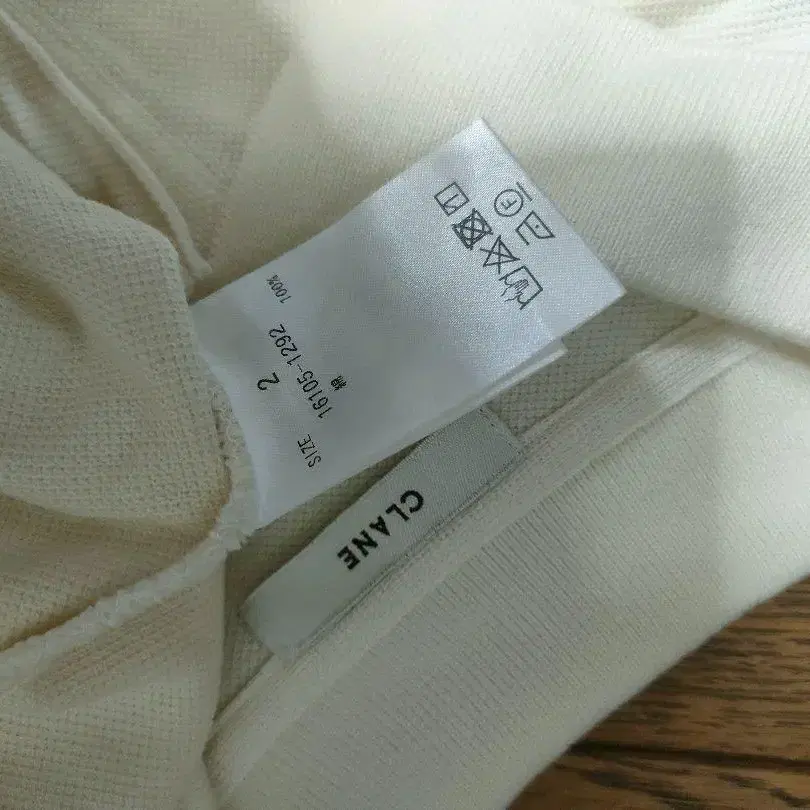 SIZE 2
16105-1292
綿 100%
F
CLANE